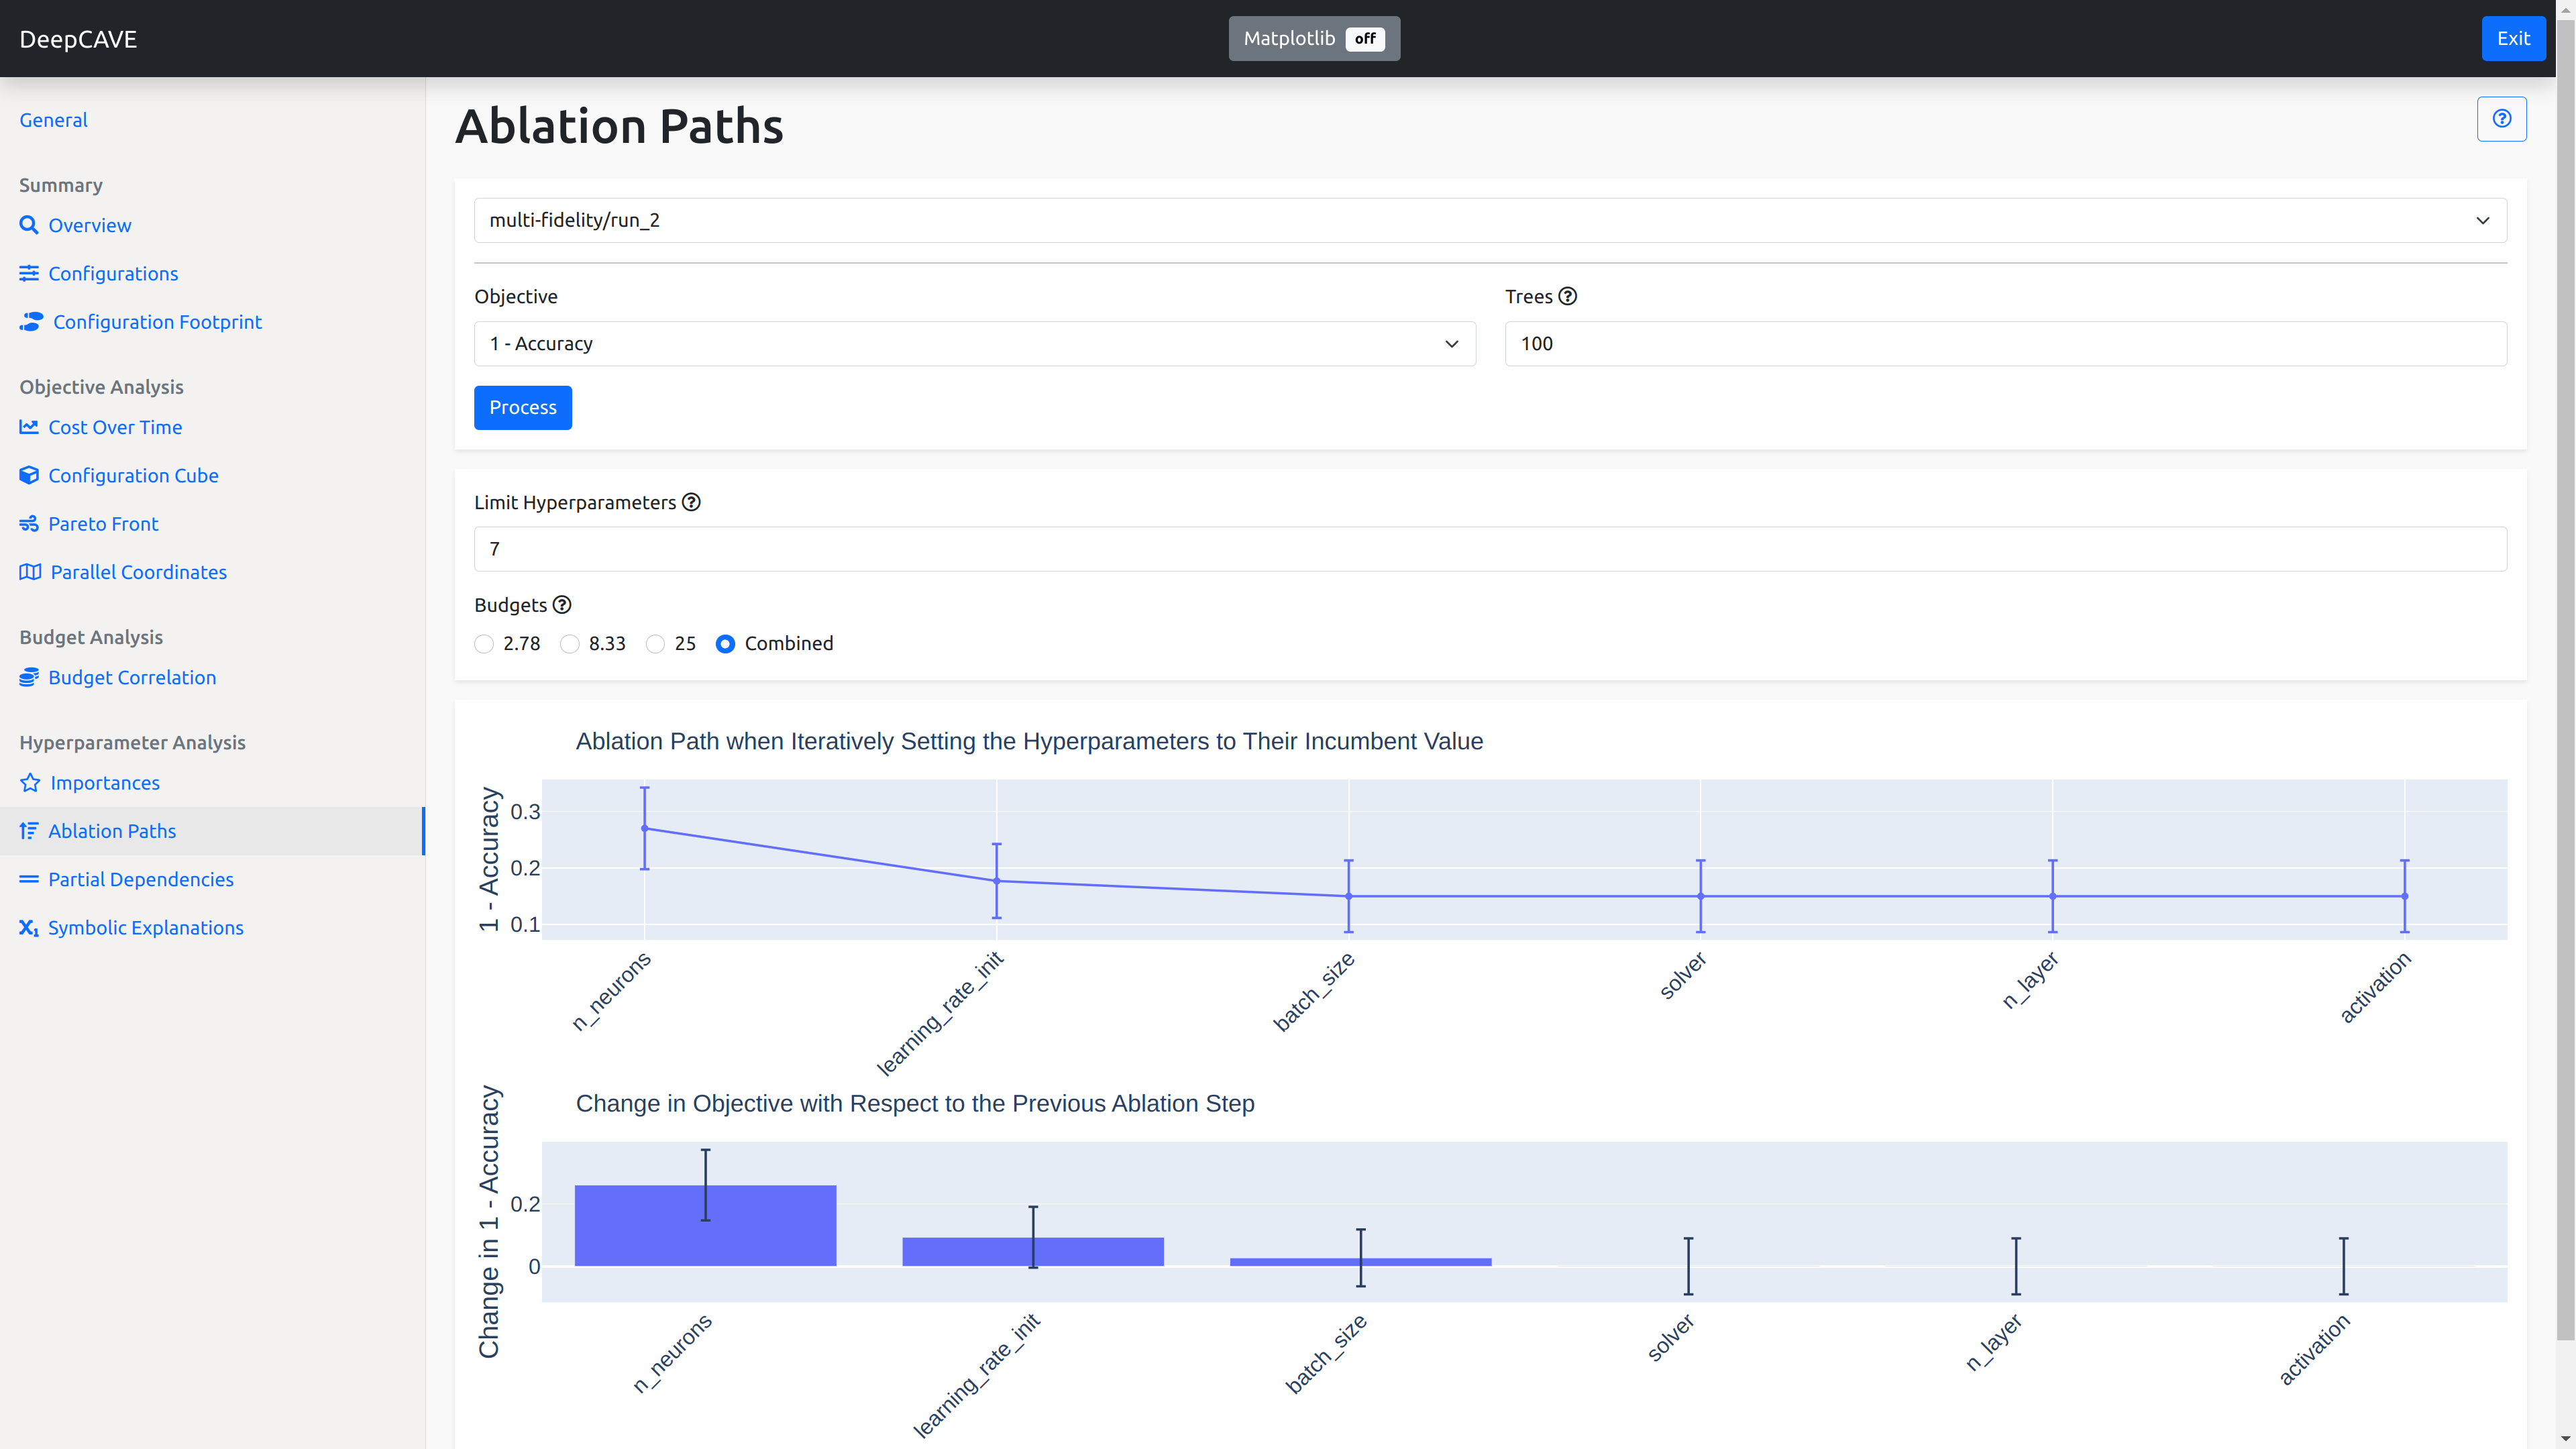 DeepCAVE
Matplotlib off
Exit
General
Summary
Overview
Configurations
Configuration Footprint
Objective Analysis
Cost Over Time
Configuration Cube
Pareto Front
Parallel Coordinates
Budget Analysis
Budget Correlation
Hyperparameter Analysis
Importances
Ablation Paths
Partial Dependencies
Symbolic Explanations
Ablation Paths
multi-fidelity/run_2
Objective
1 - Accuracy
Trees
100
Process
Limit Hyperparameters
7
Budgets
2.78 8.33 25 Combined
Ablation Path when Iteratively Setting the Hyperparameters to Their Incumbent Value
1 - Accuracy
0.3
0.2
0.1
n_neurons
learning_rate_init
batch_size
solver
n_layer
activation
Change in Objective with Respect to the Previous Ablation Step
Change in 1 - Accuracy
0.2
0
n_neurons
learning_rate_init
batch_size
solver
n_layer
activation